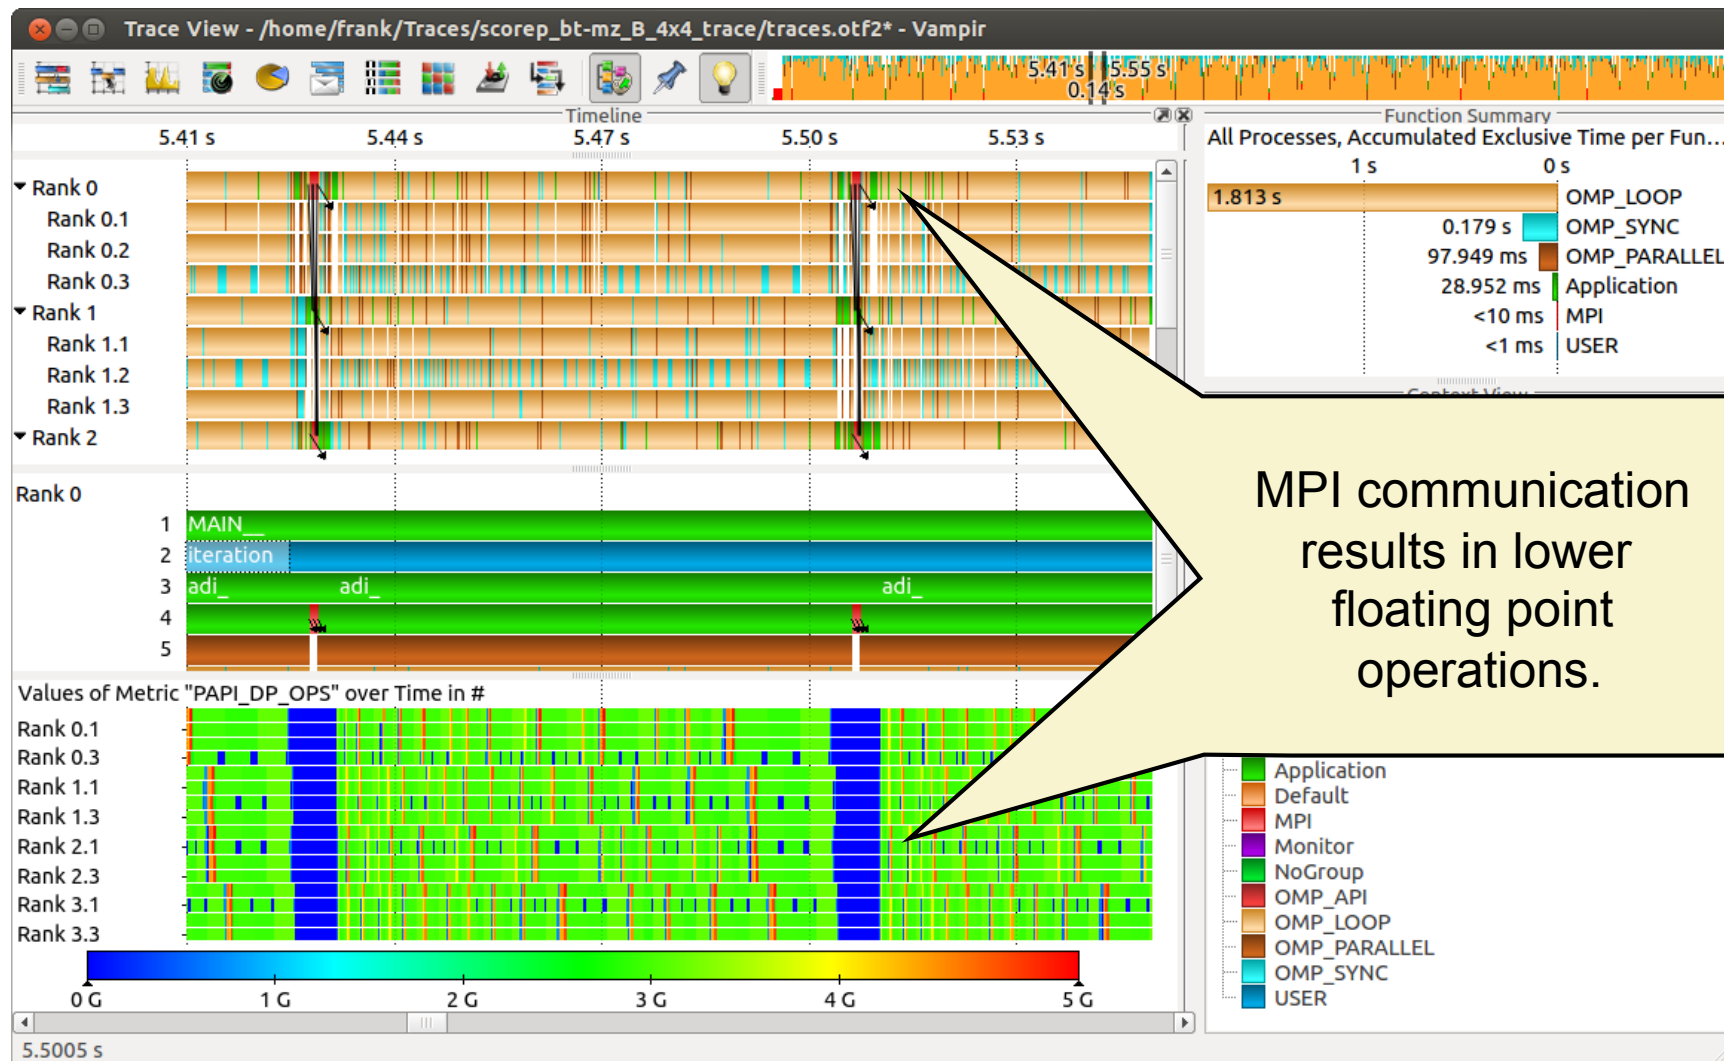 Trace View - /home/frank/Traces/scorep_bt-mz_B_4x4_trace/traces.otf2* - Vampir
5.41 s 5.55 s
0.14 s
Timeline
5.41 s 5.44 s 5.47 s 5.50 s 5.53 s
Rank 0
Rank 0.1
Rank 0.2
Rank 0.3
Rank 1
Rank 1.1
Rank 1.2
Rank 1.3
Rank 2
Rank 0
1 MAIN__
2 iteration
3 adi_ adi_ adi_
4
5
Values of Metric "PAPI_DP_OPS" over Time in #
Rank 0.1
Rank 0.3
Rank 1.1
Rank 1.3
Rank 2.1
Rank 2.3
Rank 3.1
Rank 3.3
0 G 1 G 2 G 3 G 4 G 5 G
5.5005 s
Function Summary
All Processes, Accumulated Exclusive Time per Fun...
1 s 0 s
1.813 s OMP_LOOP
0.179 s OMP_SYNC
97.949 ms OMP_PARALLEL
28.952 ms Application
<10 ms MPI
<1 ms USER
Context View
MPI communication
results in lower
floating point
operations.
Application
Default
MPI
Monitor
NoGroup
OMP_API
OMP_LOOP
OMP_PARALLEL
OMP_SYNC
USER